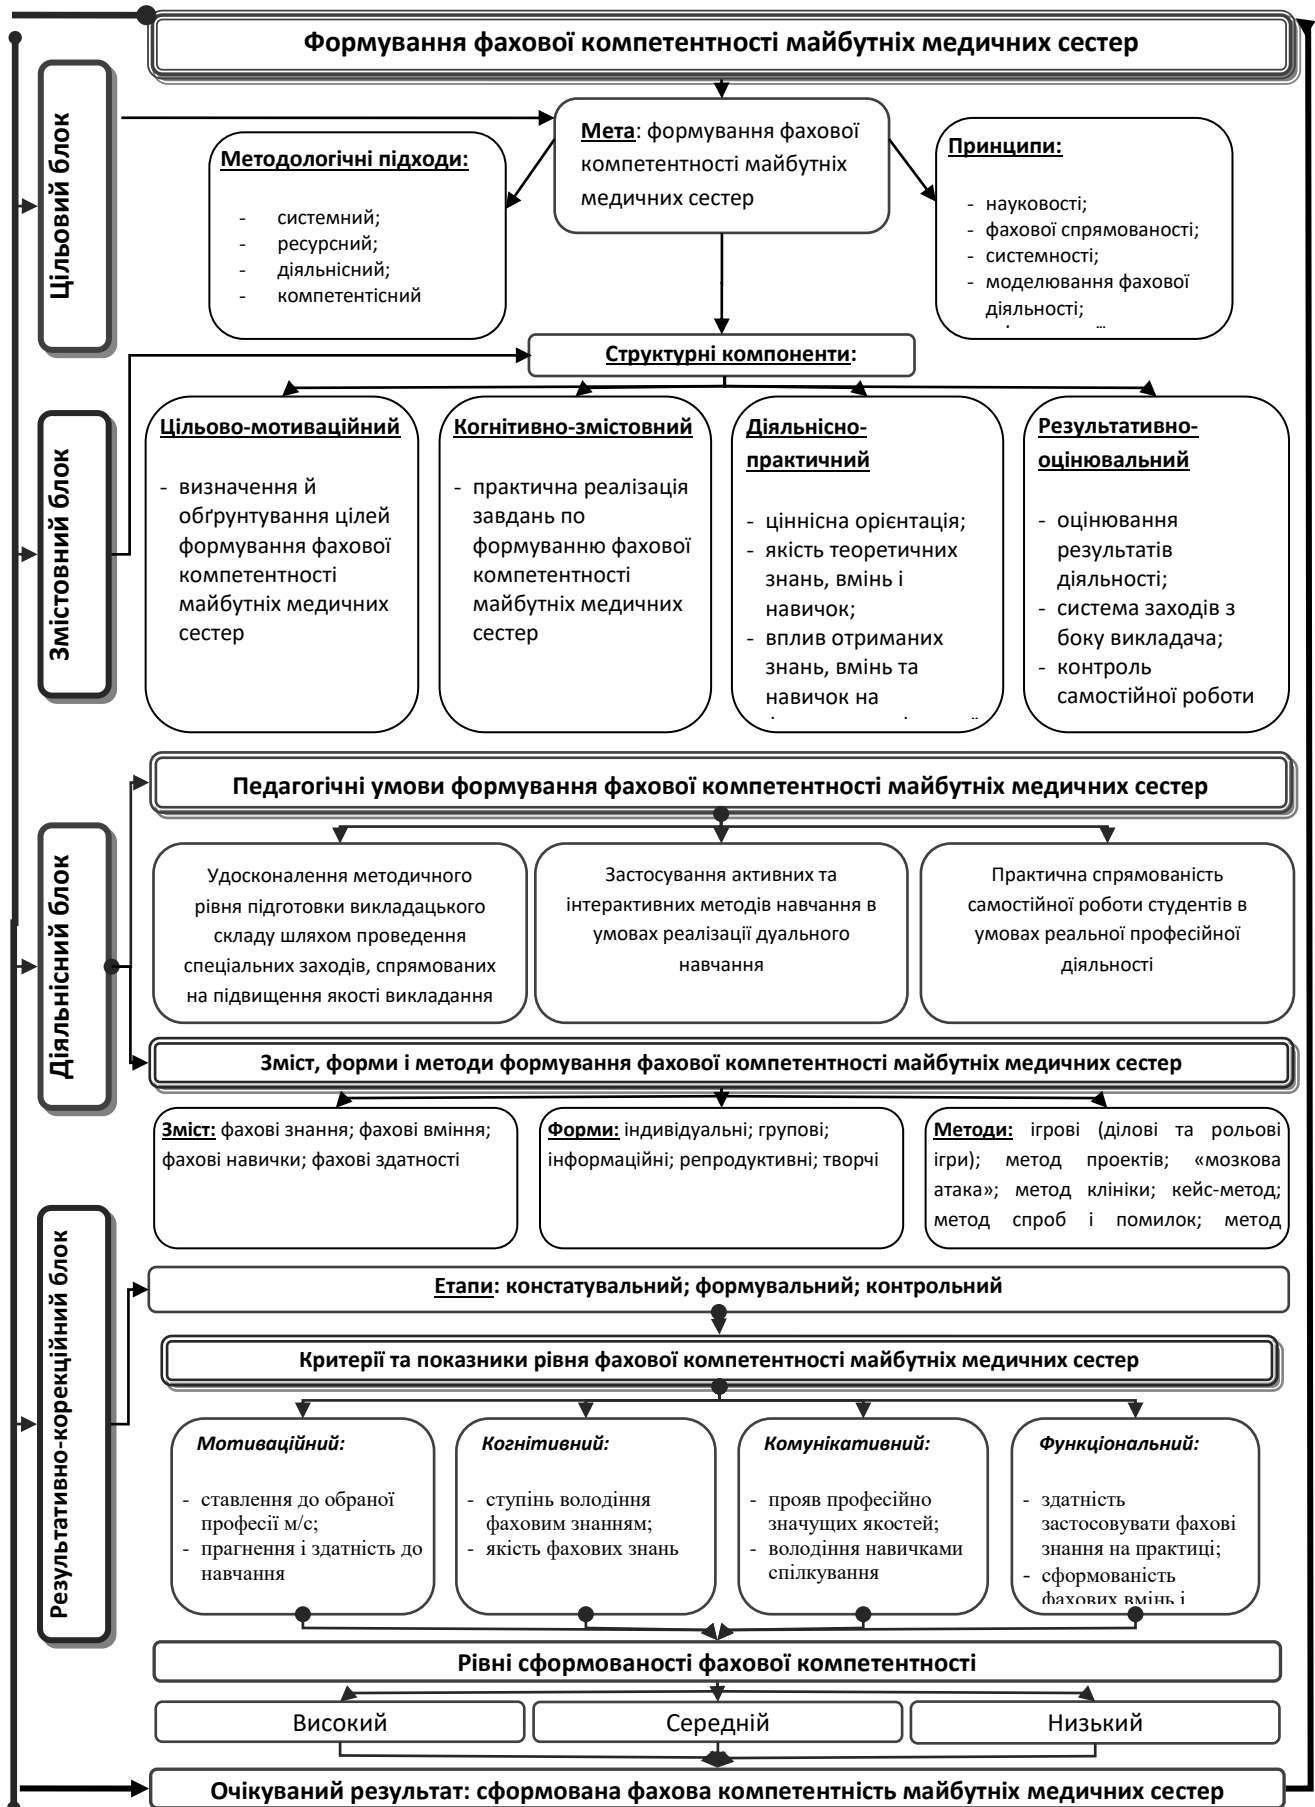 Формування фахової компетентності майбутніх медичних сестер
Цільовий блок
Мета: формування фахової
компетентності майбутніх
медичних сестер
Методологічні підходи:
- системний;
- ресурсний;
- діяльнісний;
- компетентісний
Принципи:
- науковості;
- фахової спрямованості;
- системності;
- моделювання фахової
діяльності;
Змістовний блок
Структурні компоненти:
Цільово-мотиваційний
- визначення й
обґрунтування цілей
формування фахової
компетентності
майбутніх медичних
сестер
Когнітивно-змістовний
- практична реалізація
завдань по
формуванню фахової
компетентності
майбутніх медичних
сестер
Діяльнісно-
практичний
- ціннісна орієнтація;
- якість теоретичних
знань, вмінь і
навичок;
- вплив отриманих
знань, вмінь та
навичок на
Результативно-
оцінювальний
- оцінювання
результатів
діяльності;
- система заходів з
боку викладача;
- контроль
самостійної роботи
Діяльнісний блок
Педагогічні умови формування фахової компетентності майбутніх медичних сестер
Удосконалення методичного
рівня підготовки викладацького
складу шляхом проведення
спеціальних заходів, спрямованих
на підвищення якості викладання
Застосування активних та
інтерактивних методів навчання в
умовах реалізації дуального
навчання
Практична спрямованість
самостійної роботи студентів в
умовах реальної професійної
діяльності
Зміст, форми і методи формування фахової компетентності майбутніх медичних сестер
Зміст: фахові знання; фахові вміння;
фахові навички; фахові здатності
Форми: індивідуальні; групові;
інформаційні; репродуктивні; творчі
Методи: ігрові (ділові та рольові
ігри); метод проектів; «мозкова
атака»; метод клініки; кейс-метод;
метод спроб і помилок; метод
Результативно-корекційний блок
Етапи: констатувальний; формувальний; контрольний
Критерії та показники рівня фахової компетентності майбутніх медичних сестер
Мотиваційний:
- ставлення до обраної
професії м/с;
- прагнення і здатність до
навчання
Когнітивний:
- ступінь володіння
фаховим знанням;
- якість фахових знань
Комунікативний:
- прояв професійно
значущих якостей;
- володіння навичками
спілкування
Функціональний:
- здатність
застосовувати фахові
знання на практиці;
- сформованість
фахових вмінь і
Рівні сформованості фахової компетентності
Високий
Середній
Низький
Очікуваний результат: сформована фахова компетентність майбутніх медичних сестер